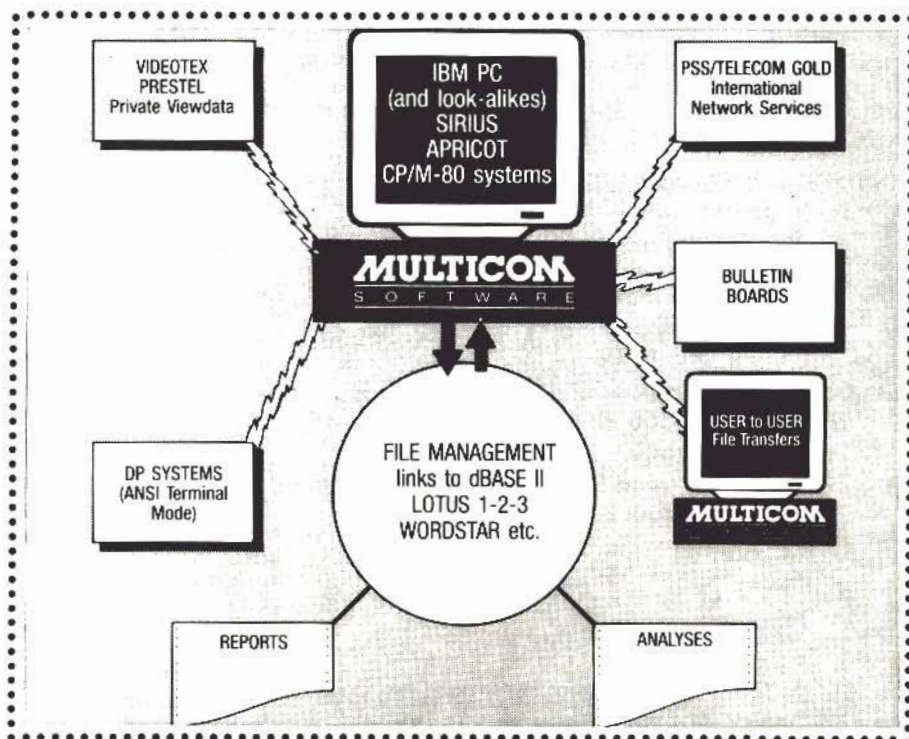 VIDEOTEX
PRESTEL
Private Viewdata
IBM PC
(and look-alikes)
SIRIUS
APRICOT
CP/M-80 systems
PSS/TELECOM GOLD
International
Network Services
MULTICOM
SOFTWARE
BULLETIN
BOARDS
DP SYSTEMS
(ANSI Terminal
Mode)
FILE MANAGEMENT
links to dBASE II
LOTUS 1-2-3
WORDSTAR etc.
USER to USER
File Transfers
MULTICOM
REPORTS
ANALYSES